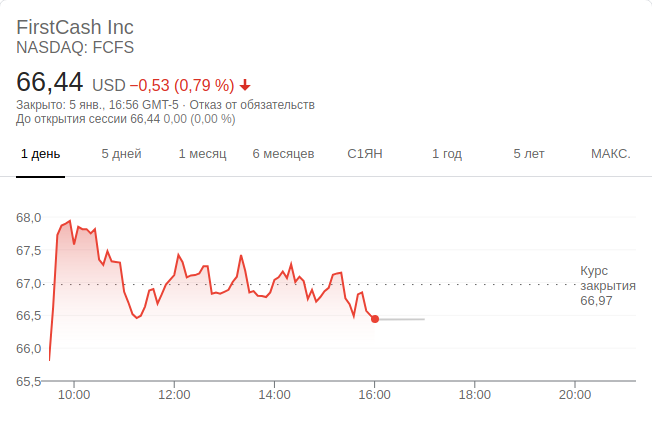 FirstCash Inc
NASDAQ: FCFS
66,44 USD −0,53 (0,79 %)
Закрыто: 5 янв., 16:56 GMT-5 · Отказ от обязательств
До открытия сессии 66,44 0,00 (0,00 %)
1 день 5 дней 1 месяц 6 месяцев С1ЯН 1 год 5 лет МАКС.
68,0
67,5
67,0
66,5
66,0
65,5
Курс
закрытия
66,97
10:00 12:00 14:00 16:00 18:00 20:00